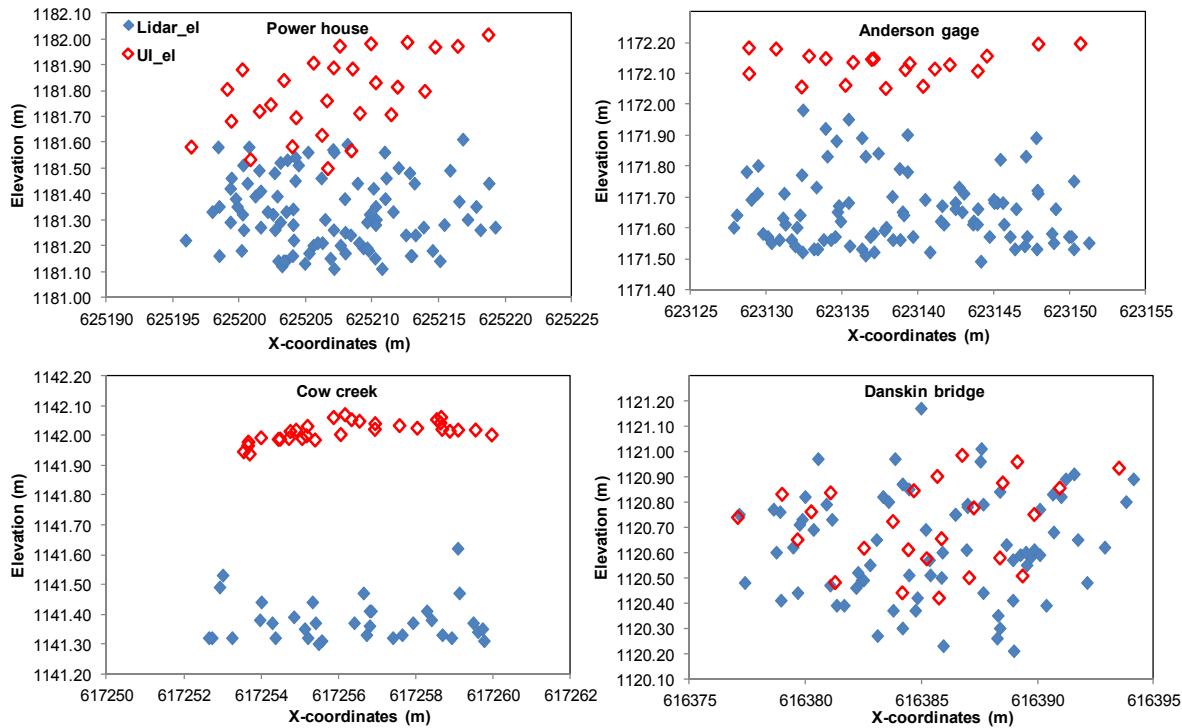 Power house
Lidar_el
UI_el
Elevation (m)
1182.20
1182.00
1181.90
1181.80
1181.70
1181.60
1181.50
1181.40
1181.30
1181.20
1181.10
1181.00
625190 625195 625200 625205 625210 625215 625220 625225
X-coordinates (m)
Anderson gage
Elevation (m)
1172.20
1172.10
1172.00
1171.90
1171.80
1171.70
1171.60
1171.50
1171.40
623125 623130 623135 623140 623145 623150 623155
X-coordinates (m)
Cow creek
Elevation (m)
1142.20
1142.10
1142.00
1141.90
1141.80
1141.70
1141.60
1141.50
1141.40
1141.30
1141.20
617250 617252 617254 617256 617258 617260 617262
X-coordinates (m)
Danskin bridge
Elevation (m)
1121.20
1121.10
1121.00
1120.90
1120.80
1120.70
1120.60
1120.50
1120.40
1120.30
1120.20
1120.10
616375 616380 616385 616390 616395
X-coordinates (m)